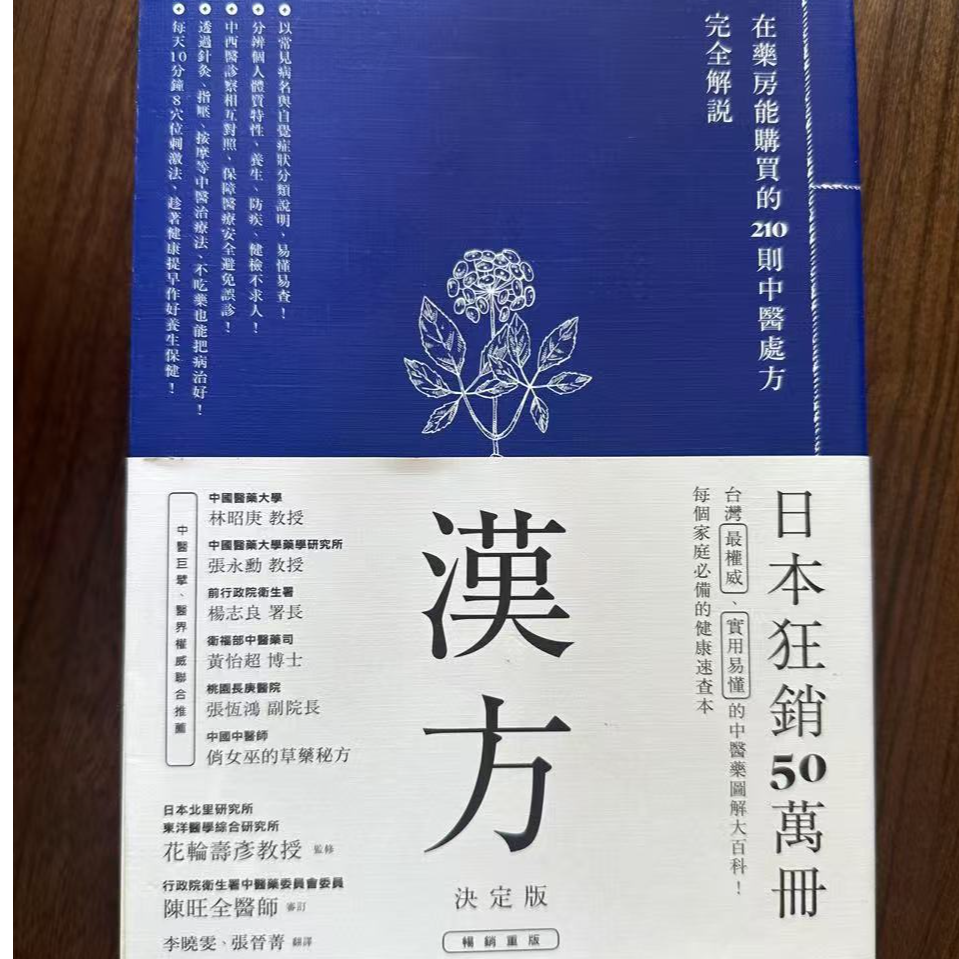 在藥房能購買的210則中醫處方
完全解說
以常見病名與自覺症狀分類說明，易懂易查！
分辨個人體質特性，養生、防疾、健檢不求人！
中西醫診察相互對照，保障醫療安全避免誤診！
透過針灸、指壓、按摩等中醫治療法，不吃藥也能把病治好！
每天10分鐘8穴位刺激法，趁著健康提早作好養生保健！
日本狂銷50萬冊
台灣最權威、實用易懂的中醫藥圖解大百科！
每個家庭必備的健康速查本
漢方
決定版
暢銷重版
中醫巨擘、醫界權威聯合推薦
中國醫藥大學
林昭庚 教授
中國醫藥大學藥學研究所
張永勳 教授
前行政院衛生署
楊志良 署長
衛福部中醫藥司
黃怡超 博士
桃園長庚醫院
張恆鴻 副院長
中國中醫師
俏女巫的草藥秘方
日本北里研究所
東洋醫學綜合研究所
花輪壽彥教授 監修
行政院衛生署中醫藥委員會委員
陳旺全醫師 審訂
李曉雯、張晉菁 翻譯